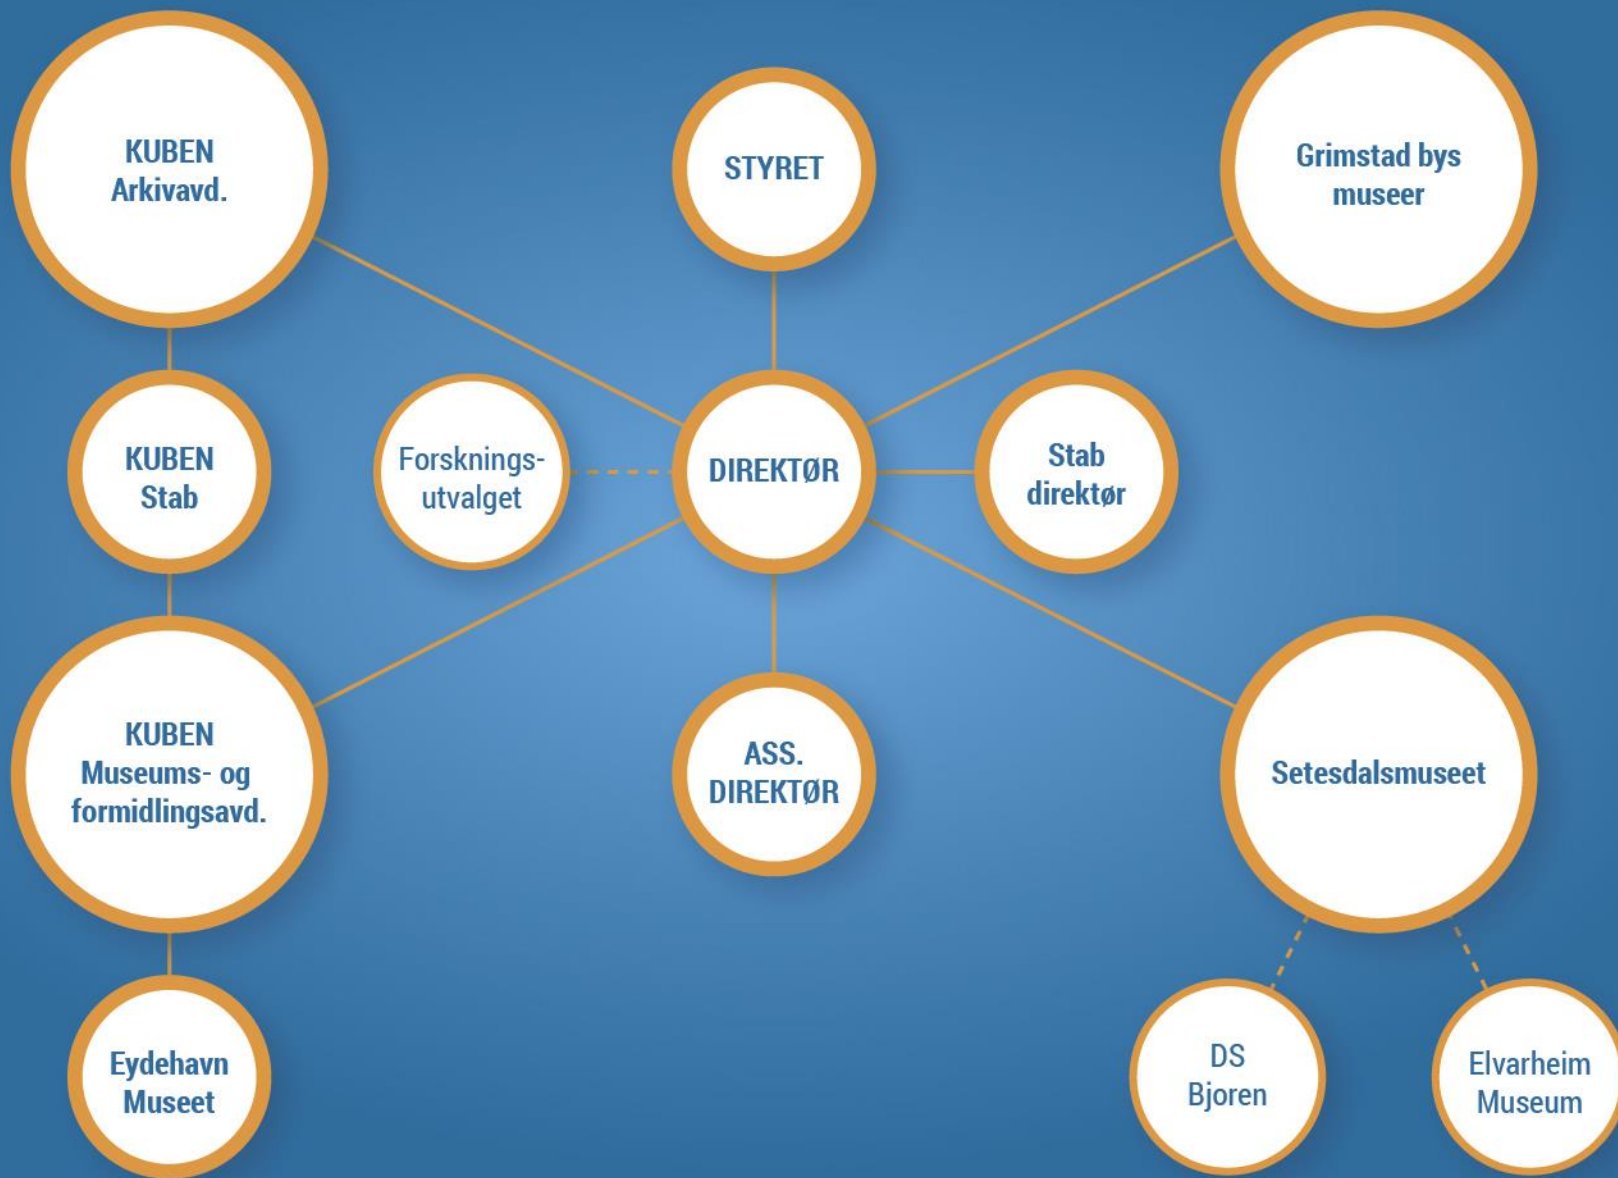 KUBEN
Arkivavd.
STYRET
Grimstad bys
museer
KUBEN
Stab
Forsknings-
utvalget
DIREKTØR
Stab
direktør
KUBEN
Museums- og
formidlingsavd.
ASS.
DIREKTØR
Setesdalsmuseet
Eydehavn
Museet
DS
Bjoren
Elvarheim
Museum